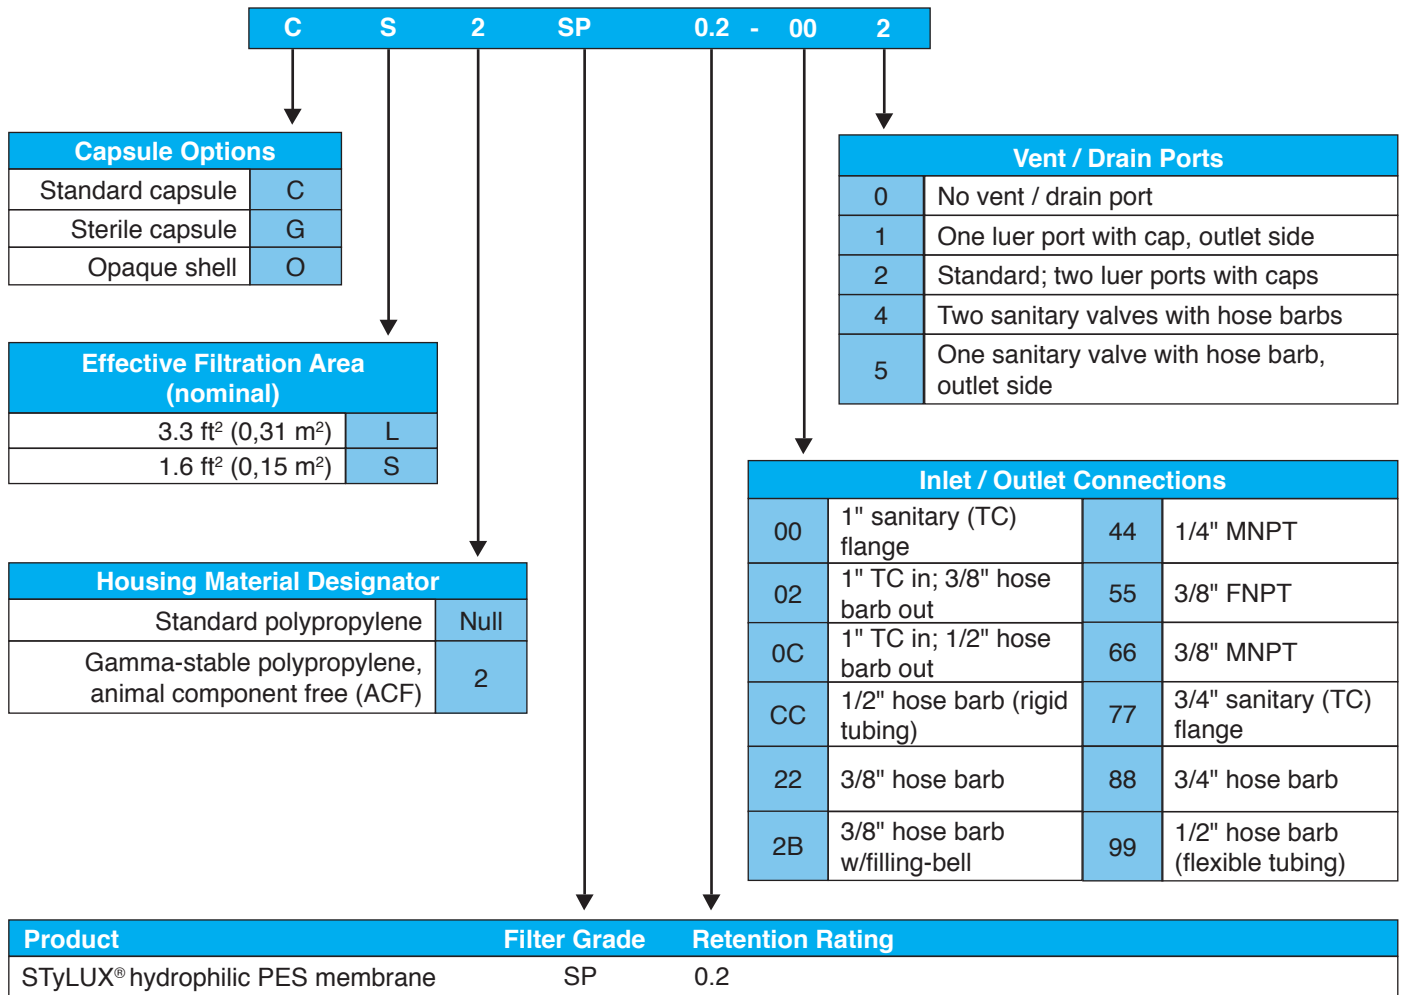 C S 2 SP 0.2 - 00 2
Capsule Options
Standard capsule C
Sterile capsule G
Opaque shell O
Effective Filtration Area
(nominal)
3.3 ft² (0,31 m²) L
1.6 ft² (0,15 m²) S
Housing Material Designator
Standard polypropylene Null
Gamma-stable polypropylene,
animal component free (ACF) 2
Vent / Drain Ports
0 No vent / drain port
1 One luer port with cap, outlet side
2 Standard; two luer ports with caps
4 Two sanitary valves with hose barbs
5 One sanitary valve with hose barb,
outlet side
Inlet / Outlet Connections
00 1" sanitary (TC)
flange
44 1/4" MNPT
02 1" TC in; 3/8" hose
barb out
55 3/8" FNPT
0C 1" TC in; 1/2" hose
barb out
66 3/8" MNPT
CC 1/2" hose barb (rigid
tubing)
77 3/4" sanitary (TC)
flange
22 3/8" hose barb
88 3/4" hose barb
2B 3/8" hose barb
w/filling-bell
99 1/2" hose barb
(flexible tubing)
Product Filter Grade Retention Rating
STyLUX® hydrophilic PES membrane SP 0.2